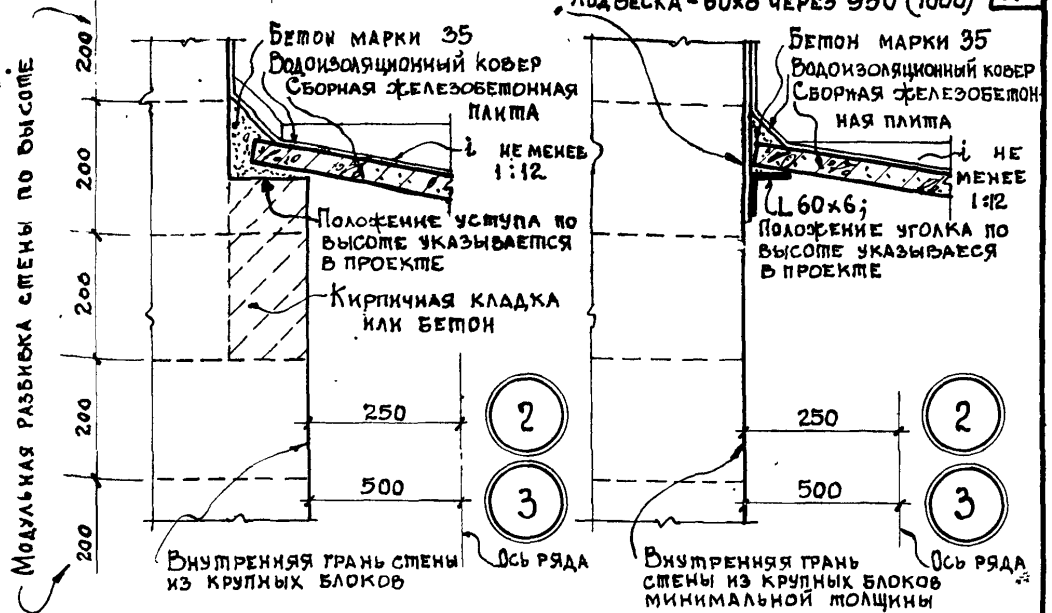 Подвеска - 60х8 через 950 (1000)
Модульная разбивка стены по высоте
200
200
200
200
200
Бетон марки 35
Водоизоляционный ковер
Сборная железобетонная
плита
i не менее
1:12
Положение уступа по
высоте указывается
в проекте
Кирпичная кладка
или бетон
250
2
500
3
Внутренняя грань стены
из крупных блоков
Ось ряда
Бетон марки 35
Водоизоляционный ковер
Сборная железобетон-
ная плита
i не
менее
1:12
L 60х6;
Положение уголка по
высоте указываеся
в проекте
250
2
500
3
Внутренняя грань
стены из крупных блоков
минимальной толщины
Ось ряда